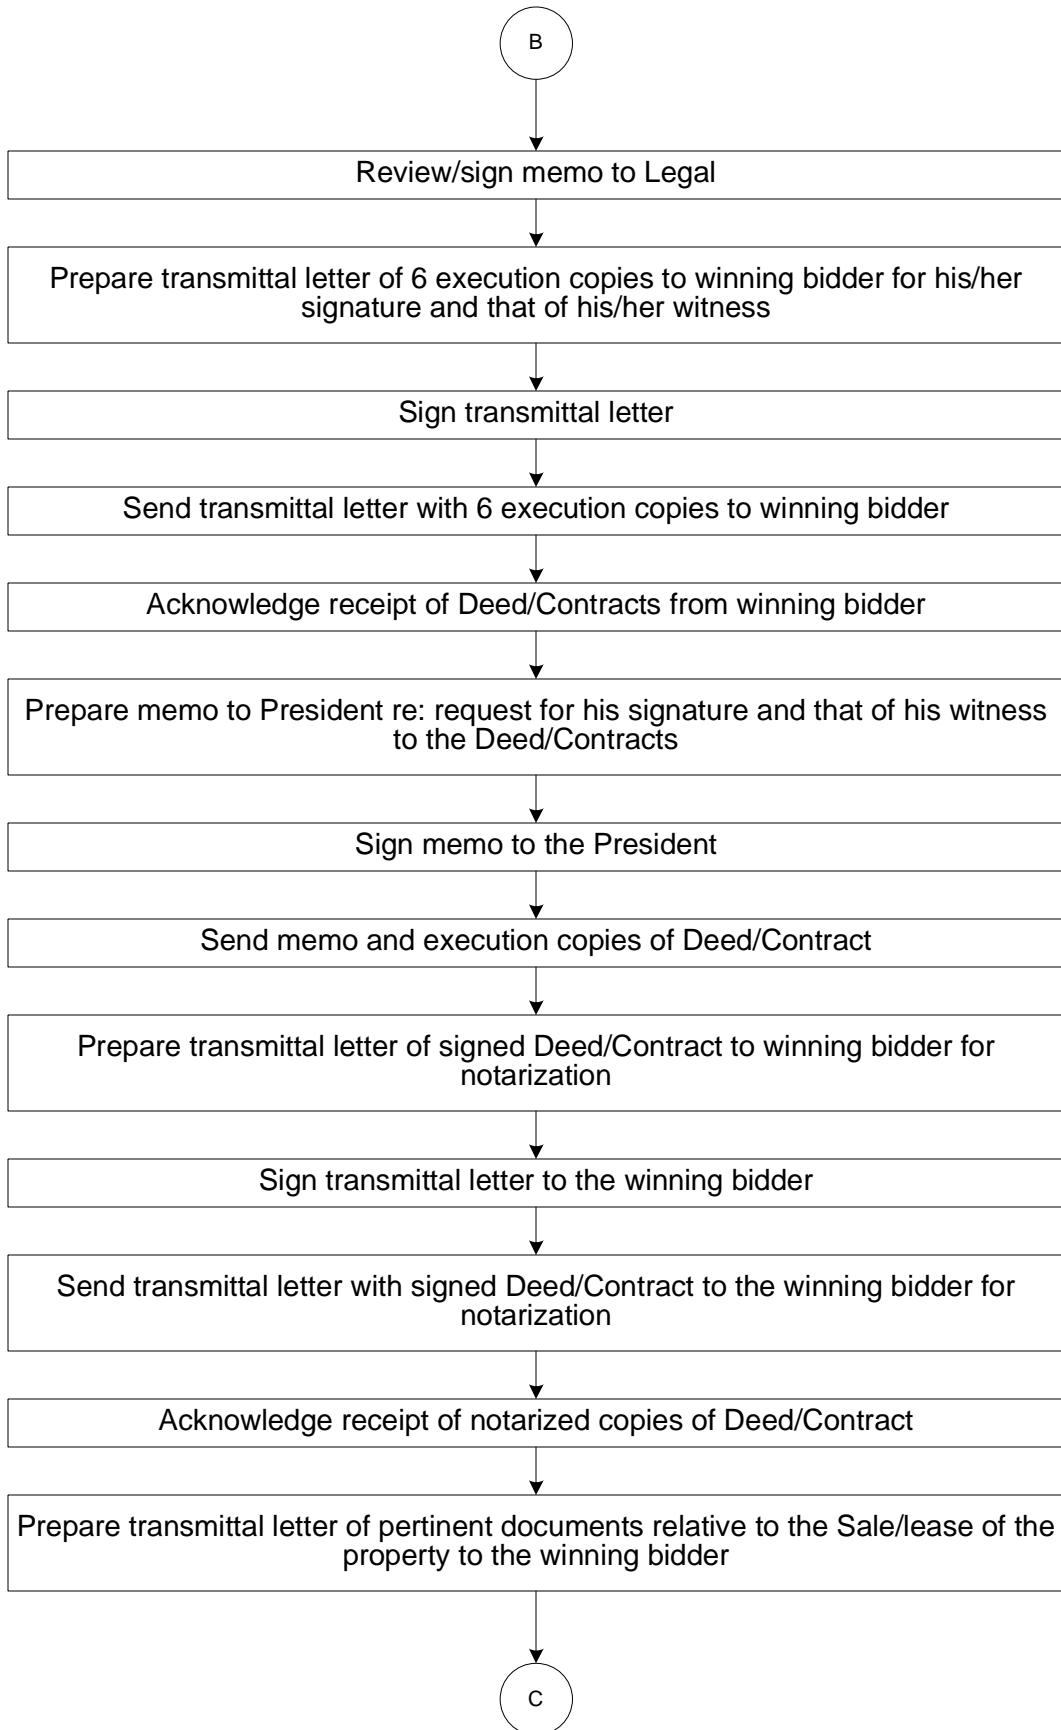 B
Review/sign memo to Legal
Prepare transmittal letter of 6 execution copies to winning bidder for his/her
signature and that of his/her witness
Sign transmittal letter
Send transmittal letter with 6 execution copies to winning bidder
Acknowledge receipt of Deed/Contracts from winning bidder
Prepare memo to President re: request for his signature and that of his witness
to the Deed/Contracts
Sign memo to the President
Send memo and execution copies of Deed/Contract
Prepare transmittal letter of signed Deed/Contract to winning bidder for
notarization
Sign transmittal letter to the winning bidder
Send transmittal letter with signed Deed/Contract to the winning bidder for
notarization
Acknowledge receipt of notarized copies of Deed/Contract
Prepare transmittal letter of pertinent documents relative to the Sale/lease of the
property to the winning bidder
C